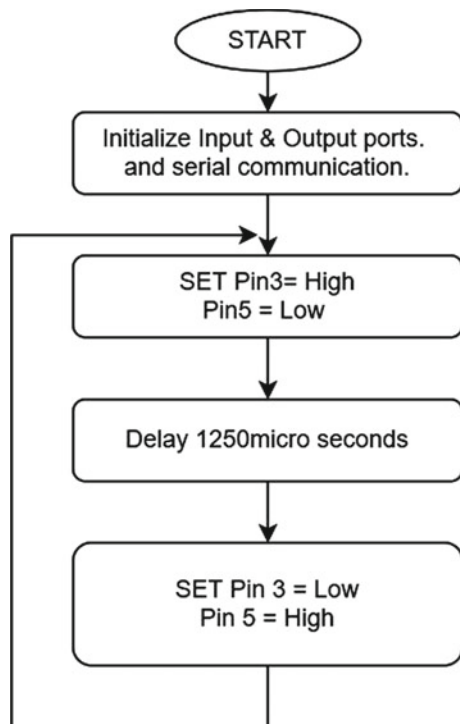 START
Initialize Input & Output ports.
and serial communication.
SET Pin3= High
Pin5 = Low
Delay 1250micro seconds
SET Pin 3 = Low
Pin 5 = High